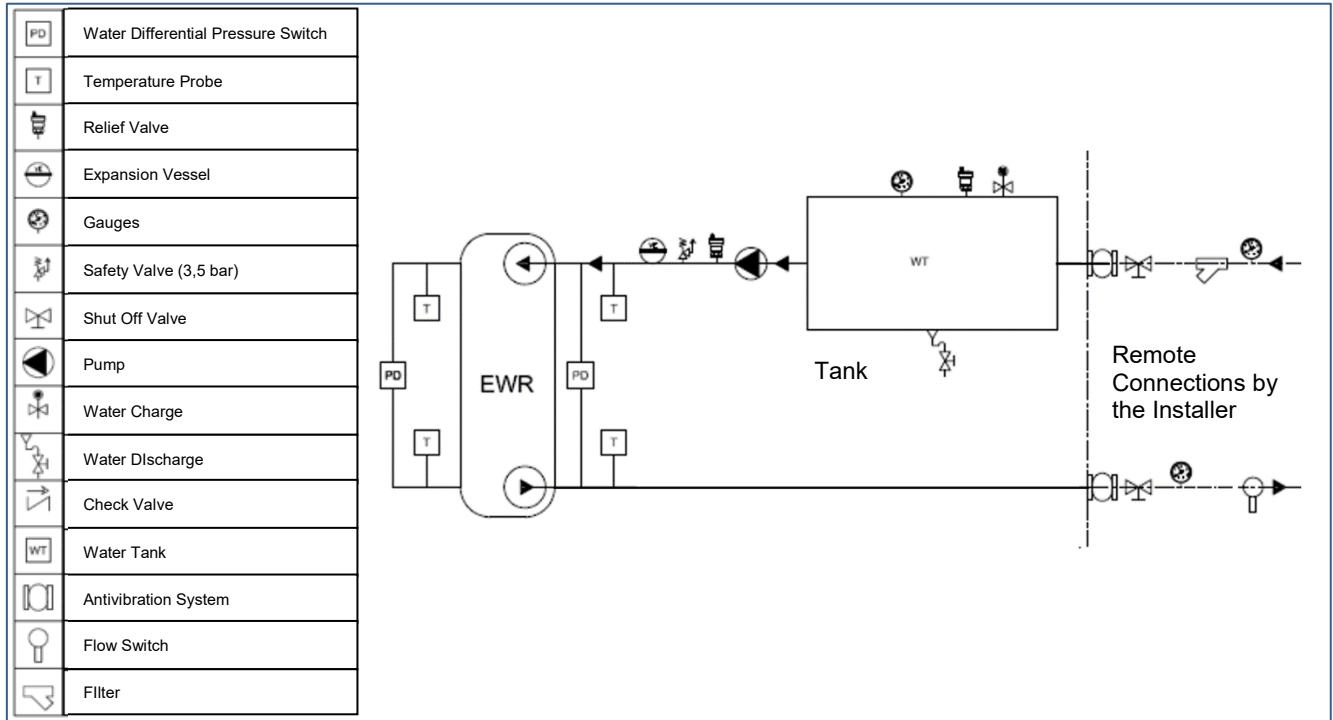 PD Water Differential Pressure Switch
T Temperature Probe
Relief Valve
Expansion Vessel
Gauges
Safety Valve (3,5 bar)
Shut Off Valve
Pump
Water Charge
Water DIscharge
Check Valve
WT Water Tank
Antivibration System
Flow Switch
FIlter
WT
T
T
PD
EWR
PD
Tank
T
T
Remote
Connections by
the Installer